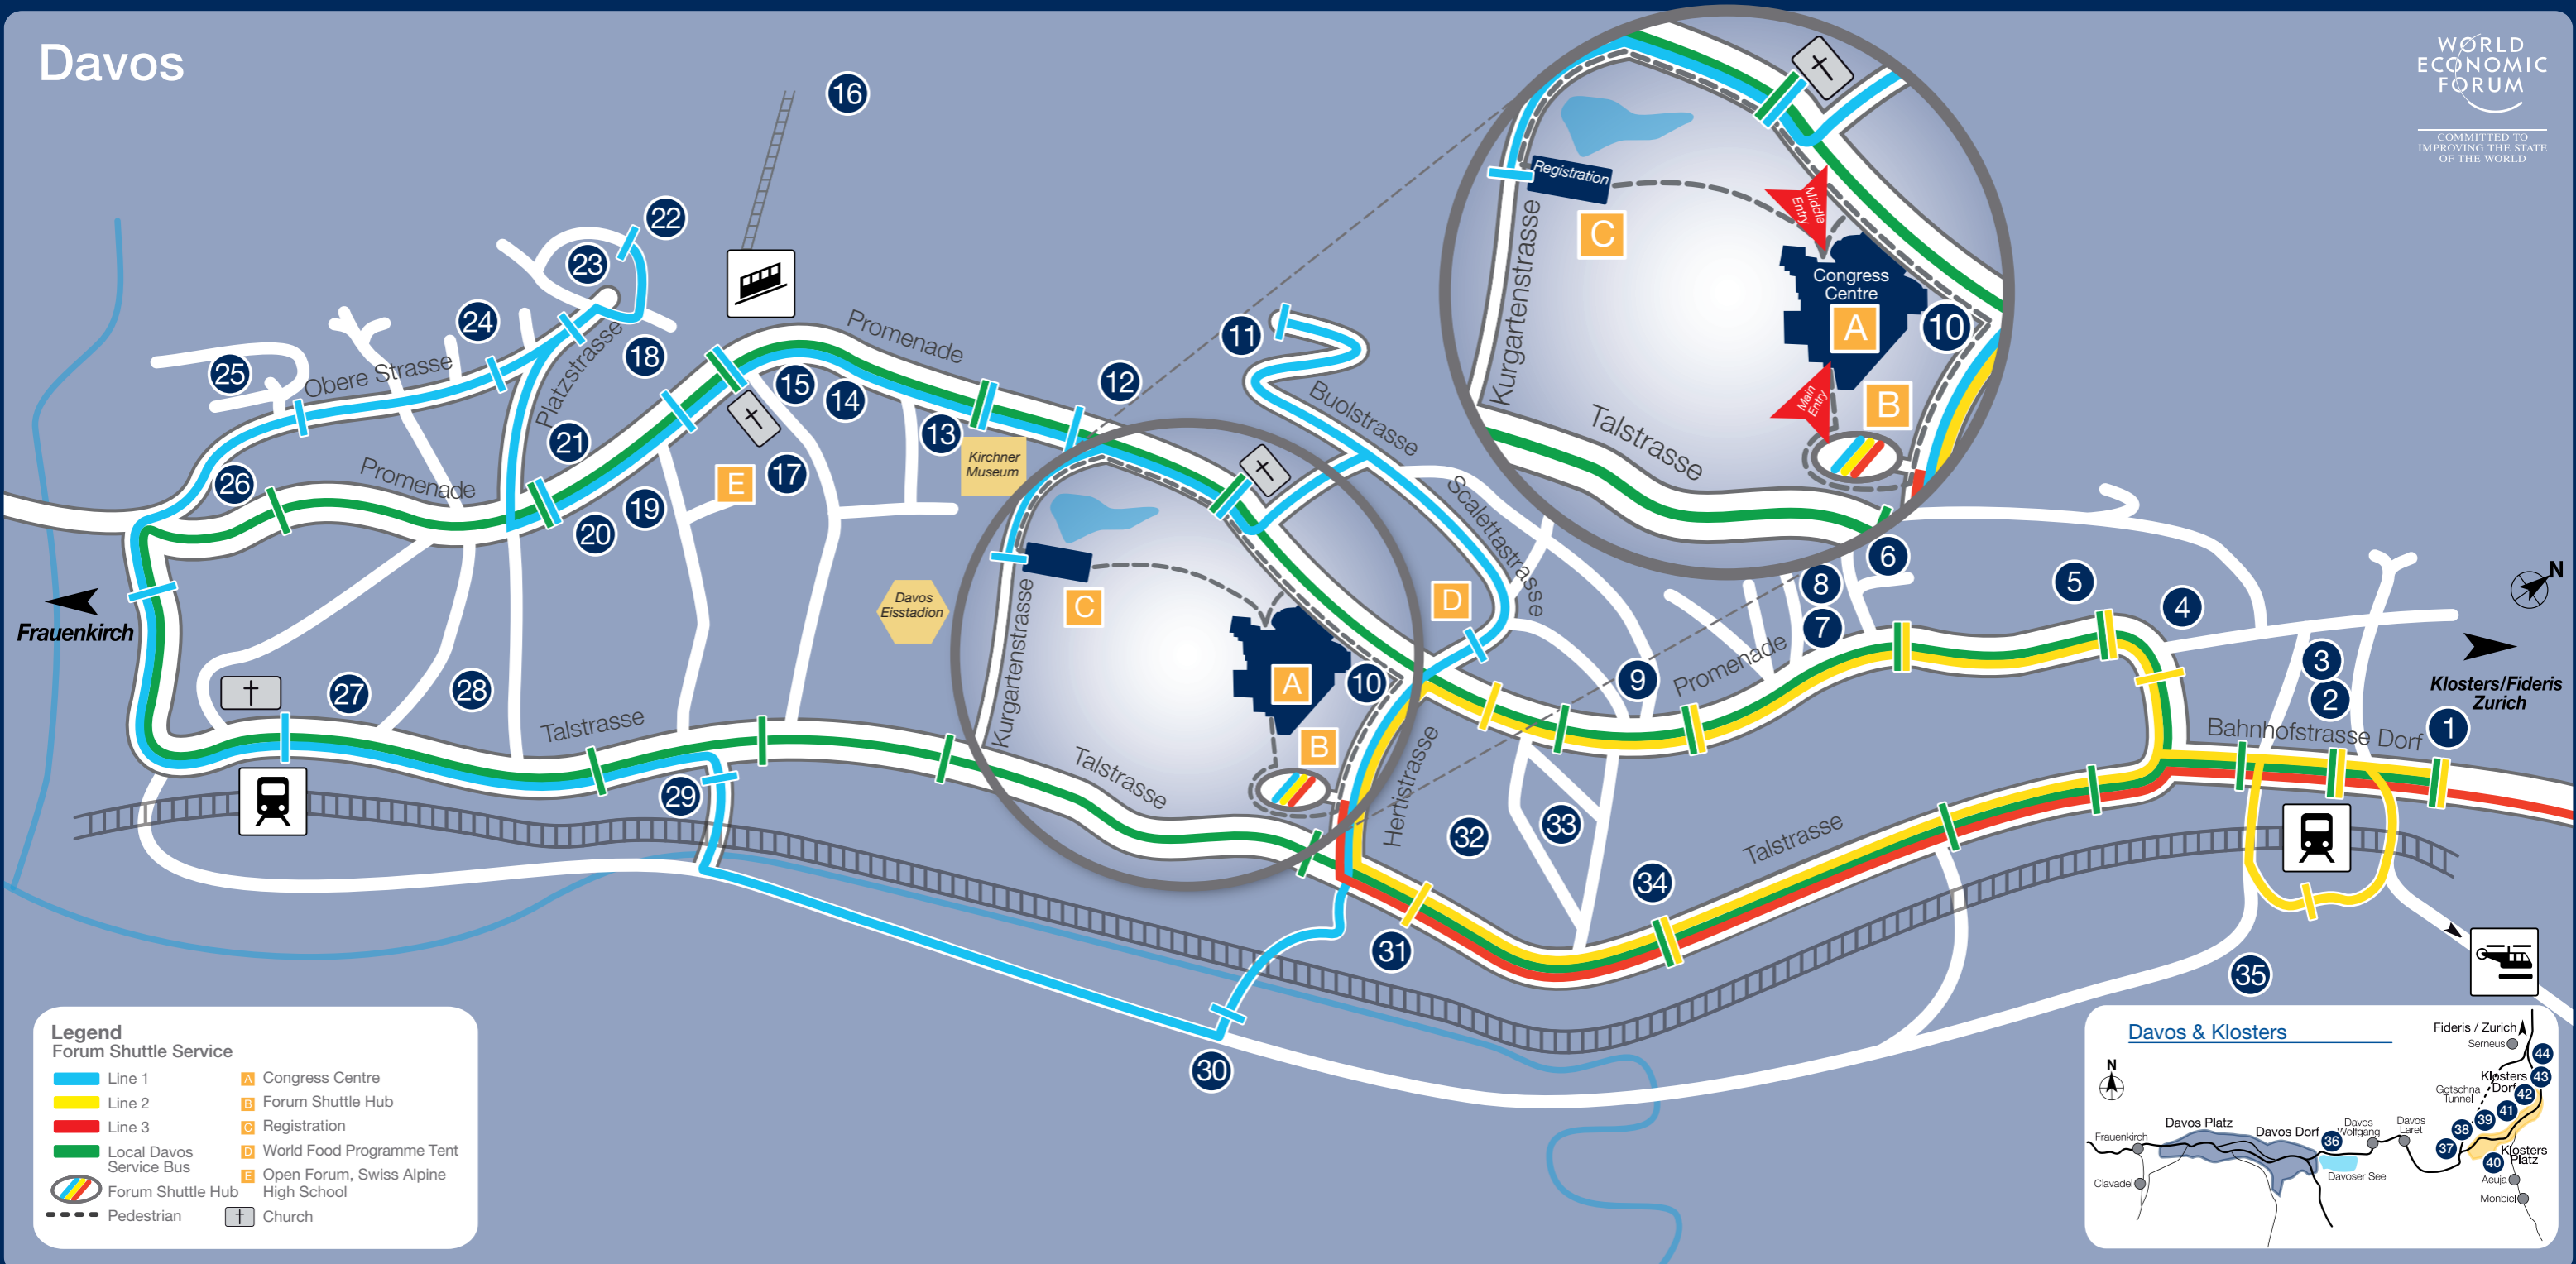 Davos
WORLD
ECONOMIC
FORUM
COMMITTED TO
IMPROVING THE STATE
OF THE WORLD
16
22
23
24
25
18
Obere Strasse
Platzstrasse
26
Promenade
21
20
19
E
17
15
14
Promenade
13
12
Kirchner
Museum
Davos
Eisstadion
11
Buolstrasse
Scalettastrasse
D
Registration
C
Kurgartenstrasse
Middle
Entry
Congress
Centre
A
10
Main
Entry
B
Talstrasse
C
Kurgartenstrasse
A
10
B
Talstrasse
Hertistrasse
Frauenkirch
27
28
Talstrasse
29
30
31
32
33
34
Talstrasse
9
Promenade
8
7
6
5
4
3
2
1
Bahnhofstrasse Dorf
N
Klosters/Fideris
Zurich
35
Legend
Forum Shuttle Service
Line 1
Line 2
Line 3
Local Davos
Service Bus
Forum Shuttle Hub
Pedestrian
A Congress Centre
B Forum Shuttle Hub
C Registration
D World Food Programme Tent
E Open Forum, Swiss Alpine
High School
Church
Davos & Klosters
N
Fideris / Zurich
Serneus
44
43
Klosters
Dorf
42
Gotschna
Tunnel
41
39
38
37
40
Klosters
Platz
Aeuja
Monbiel
Davos
Laret
Davos
Wolfgang
36
Davos Dorf
Davos Platz
Davoser See
Frauenkirch
Clavadel